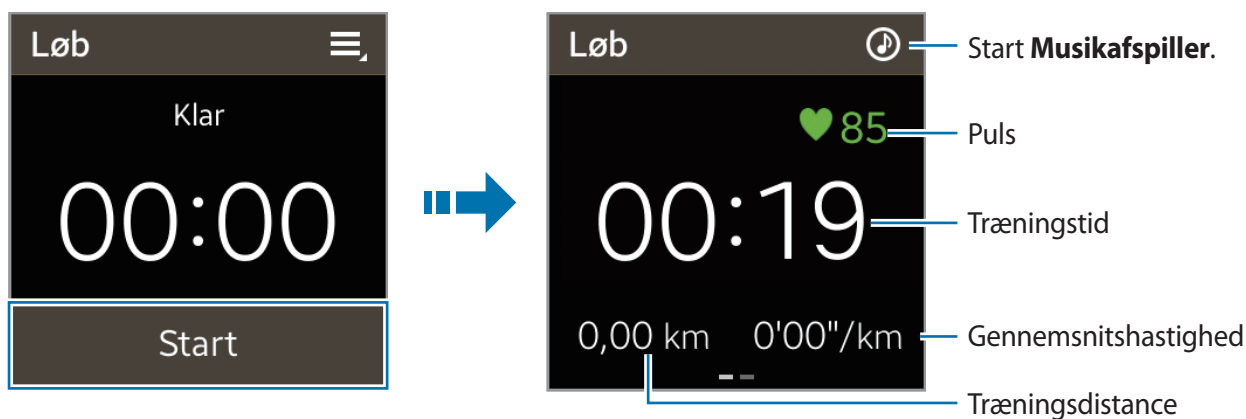 Løb
Klar
00:00
Start
Løb
Start Musikafspiller.
85
Puls
00:19
Træningstid
0,00 km 0'00"/km
Gennemsnitshastighed
Træningsdistance